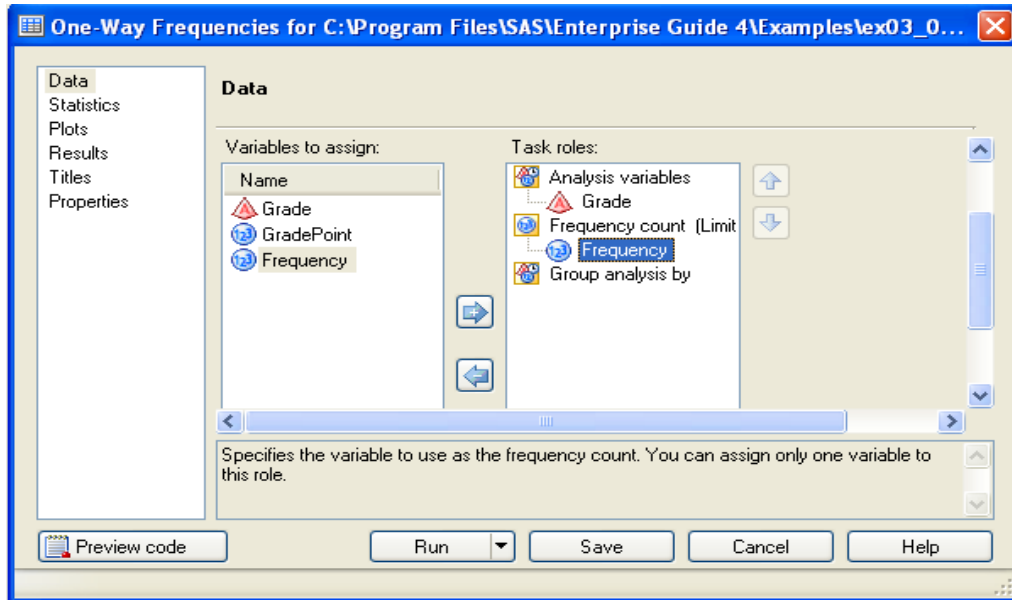 One-Way Frequencies for C:\Program Files\SAS\Enterprise Guide 4\Examples\ex03_0...
Data
Statistics
Plots
Results
Titles
Properties
Data
Variables to assign:
Name
Grade
GradePoint
Frequency
Task roles:
Analysis variables
Grade
Frequency count (Limit
Frequency
Group analysis by
Specifies the variable to use as the frequency count. You can assign only one variable to
this role.
Preview code
Run
Save
Cancel
Help